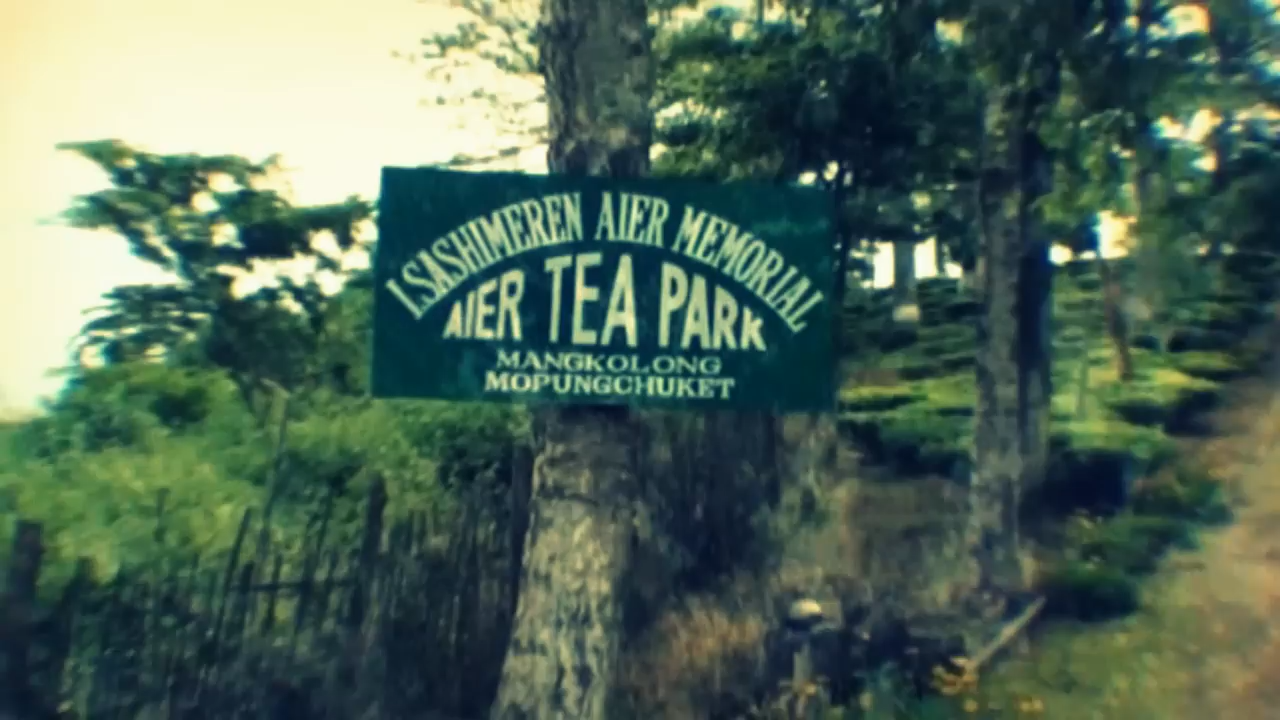 I. SASHIMEREN AIER MEMORIAL
AIER TEA PARK
MANGKOLONG
MOPUNGCHUKET